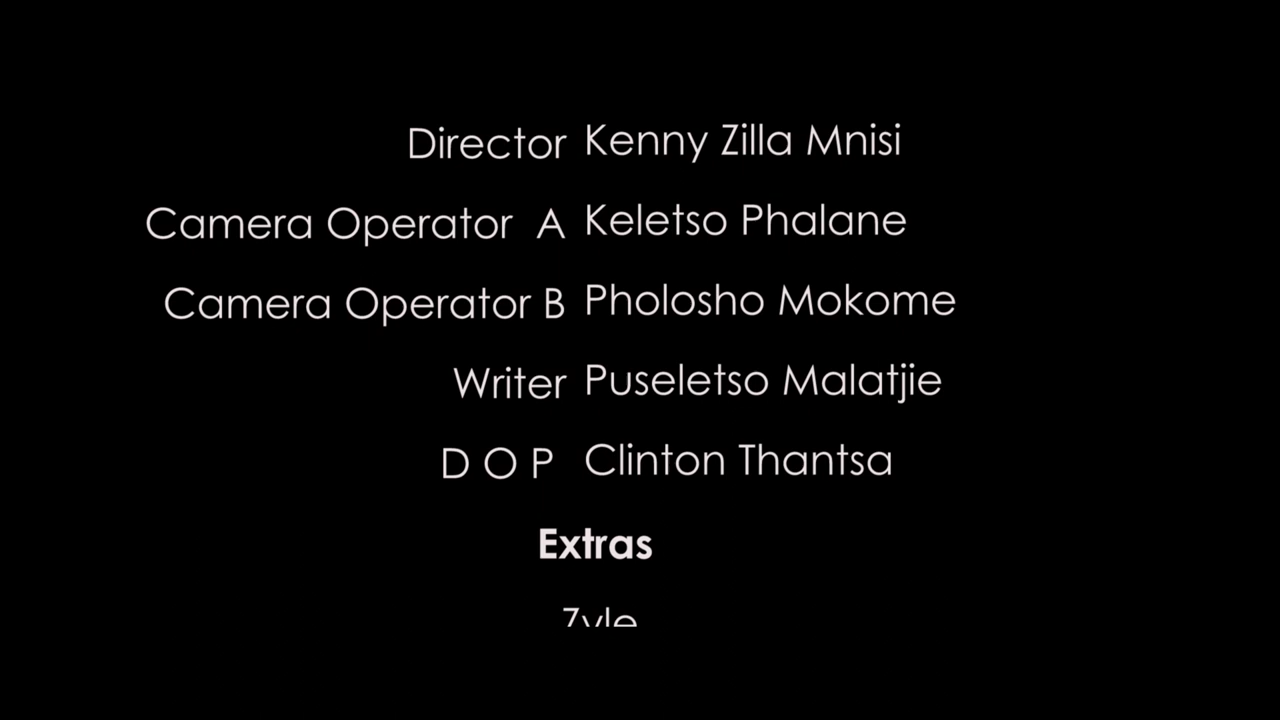 Director Kenny Zilla Mnisi
Camera Operator A Keletso Phalane
Camera Operator B Pholosho Mokome
Writer Puseletso Malatjie
D O P Clinton Thantsa
Extras